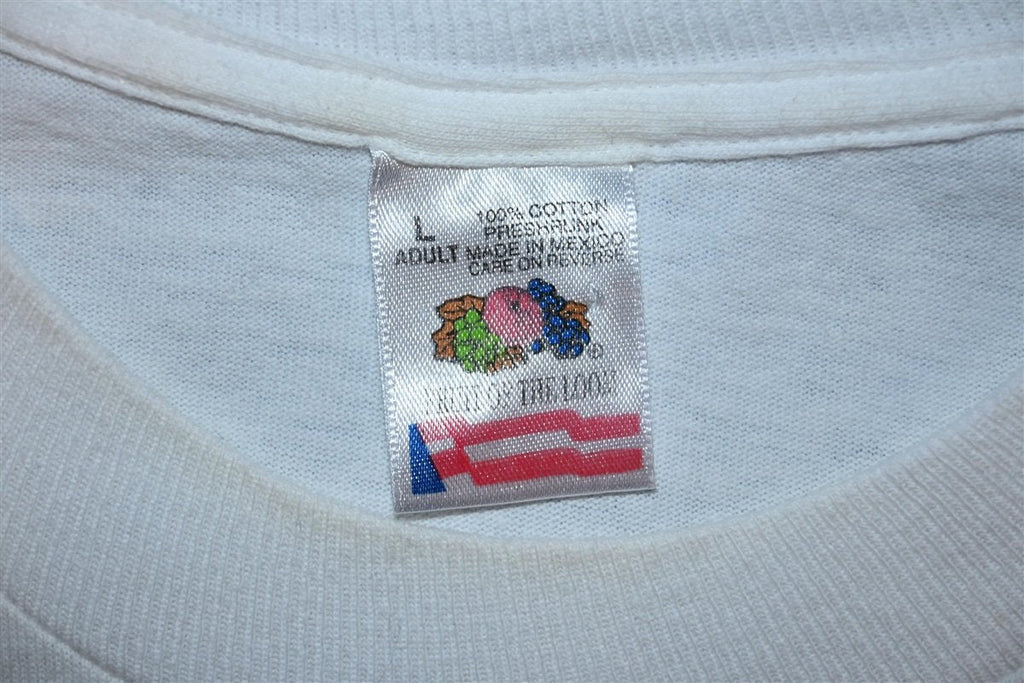 L
ADULT
100% COTTON
PRESHRUNK
MADE IN MEXICO
CARE ON REVERSE
®
FRUIT OF THE LOOM